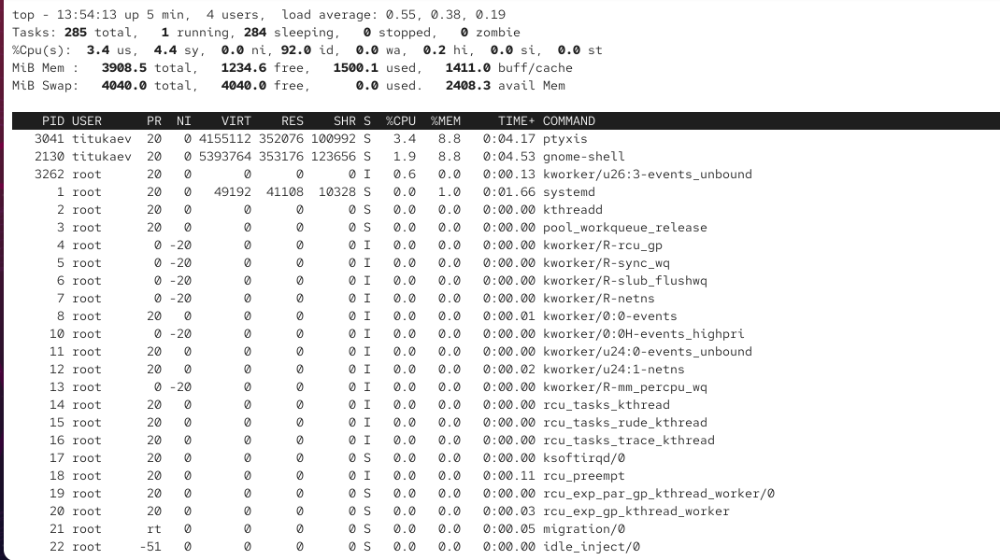 top - 13:54:13 up 5 min,  4 users,  load average: 0.55, 0.38, 0.19
Tasks: 285 total,   1 running, 284 sleeping,   0 stopped,   0 zombie
%Cpu(s):  3.4 us,  4.4 sy,  0.0 ni, 92.0 id,  0.0 wa,  0.2 hi,  0.0 si,  0.0 st
MiB Mem :   3908.5 total,   1234.6 free,   1500.1 used,   1411.0 buff/cache
MiB Swap:   4040.0 total,   4040.0 free,      0.0 used.   2408.3 avail Mem
PID USER      PR  NI    VIRT    RES    SHR S  %CPU  %MEM     TIME+ COMMAND
3041 titukaev  20   0 4155112 352076 100992 S   3.4   8.8   0:04.17 ptyxis
2130 titukaev  20   0 5393764 353176 123656 S   1.9   8.8   0:04.53 gnome-shell
3262 root      20   0       0      0      0 I   0.6   0.0   0:00.13 kworker/u26:3-events_unbound
1 root      20   0   49192  41108  10328 S   0.0   1.0   0:01.66 systemd
2 root      20   0       0      0      0 S   0.0   0.0   0:00.00 kthreadd
3 root      20   0       0      0      0 S   0.0   0.0   0:00.00 pool_workqueue_release
4 root       0 -20       0      0      0 I   0.0   0.0   0:00.00 kworker/R-rcu_gp
5 root       0 -20       0      0      0 I   0.0   0.0   0:00.00 kworker/R-sync_wq
6 root       0 -20       0      0      0 I   0.0   0.0   0:00.00 kworker/R-slub_flushwq
7 root       0 -20       0      0      0 I   0.0   0.0   0:00.00 kworker/R-netns
8 root      20   0       0      0      0 I   0.0   0.0   0:00.01 kworker/0:0-events
10 root       0 -20       0      0      0 I   0.0   0.0   0:00.00 kworker/0:0H-events_highpri
11 root      20   0       0      0      0 I   0.0   0.0   0:00.00 kworker/u24:0-events_unbound
12 root      20   0       0      0      0 I   0.0   0.0   0:00.02 kworker/u24:1-netns
13 root       0 -20       0      0      0 I   0.0   0.0   0:00.00 kworker/R-mm_percpu_wq
14 root      20   0       0      0      0 I   0.0   0.0   0:00.00 rcu_tasks_kthread
15 root      20   0       0      0      0 I   0.0   0.0   0:00.00 rcu_tasks_rude_kthread
16 root      20   0       0      0      0 I   0.0   0.0   0:00.00 rcu_tasks_trace_kthread
17 root      20   0       0      0      0 S   0.0   0.0   0:00.00 ksoftirqd/0
18 root      20   0       0      0      0 I   0.0   0.0   0:00.11 rcu_preempt
19 root      20   0       0      0      0 S   0.0   0.0   0:00.00 rcu_exp_par_gp_kthread_worker/0
20 root      20   0       0      0      0 S   0.0   0.0   0:00.03 rcu_exp_gp_kthread_worker
21 root      rt   0       0      0      0 S   0.0   0.0   0:00.05 migration/0
22 root     -51   0       0      0      0 S   0.0   0.0   0:00.00 idle_inject/0